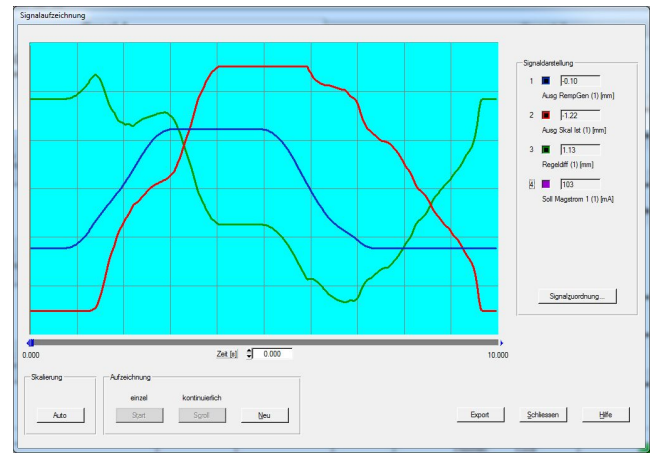 Signalaufzeichnung
Signaldarstellung
1 -0.10
Ausg RempGen (1) [mm]
2 -1.22
Ausg Skal Ist (1) [mm]
3 1.13
Regeldiff (1) [mm]
4 103
Soll Magstrom 1 (1) [mA]
Signalzuordnung...
0.000 Zeit [s] 0.000 10.000
Skalierung
Aufzeichnung
einzel kontinuierlich
Auto Start Scroll Neu Export Schliessen Hilfe